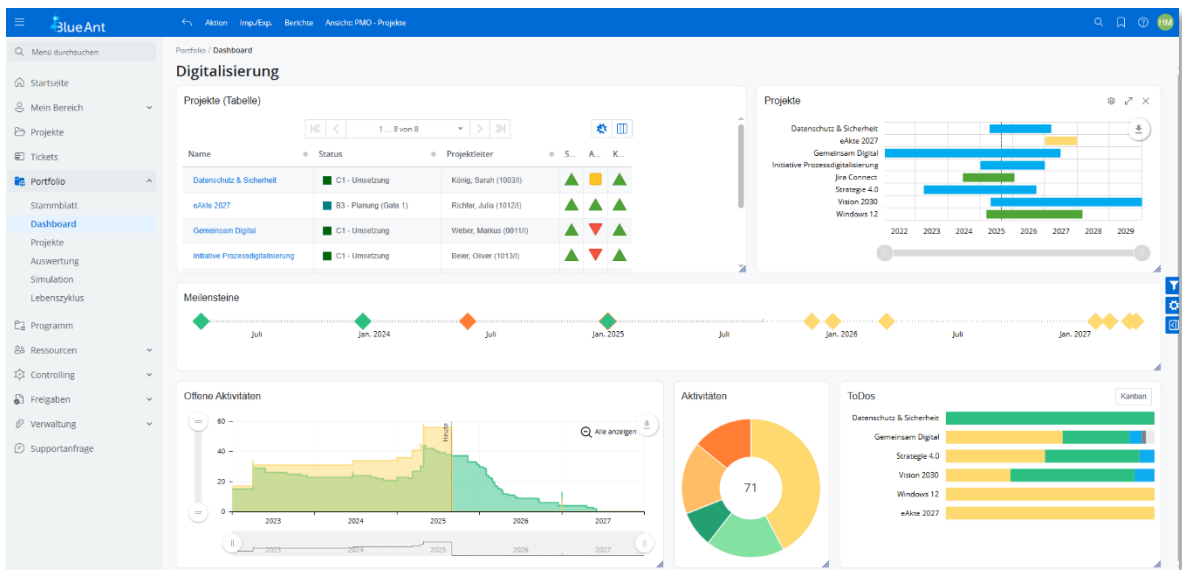 Blue Ant
Aktion Imp./Exp. Berichte Ansicht: PMO - Projekte
HM
Menü durchsuchen
Startseite
Mein Bereich
Projekte
Tickets
Portfolio
Stammblatt
Dashboard
Projekte
Auswertung
Simulation
Lebenszyklus
Programm
Ressourcen
Controlling
Freigaben
Verwaltung
Supportanfrage
Portfolio / Dashboard
Digitalisierung
Projekte (Tabelle)
1 ... 8 von 8
Name Status Projektleiter S... A... K...
Datenschutz & Sicherheit C1 - Umsetzung König, Sarah (1003/I)
eAkte 2027 B3 - Planung (Gate 1) Richter, Julia (1012/I)
Gemeinsam Digital C1 - Umsetzung Weber, Markus (0011/I)
Initiative Prozessdigitalisierung C1 - Umsetzung Beier, Oliver (1013/I)
Projekte
Datenschutz & Sicherheit
eAkte 2027
Gemeinsam Digital
Initiative Prozessdigitalisierung
Jira Connect
Strategie 4.0
Vision 2030
Windows 12
2022 2023 2024 2025 2026 2027 2028 2029
Meilensteine
Juli Jan. 2024 Juli Jan. 2025 Juli Jan. 2026 Juli Jan. 2027
Offene Aktivitäten
60
40
20
0
Heute
Alle anzeigen
2023 2024 2025 2026 2027
2023 2024 2025 2026 2027
Aktivitäten
71
ToDos
Kanban
Datenschutz & Sicherheit
Gemeinsam Digital
Strategie 4.0
Vision 2030
Windows 12
eAkte 2027